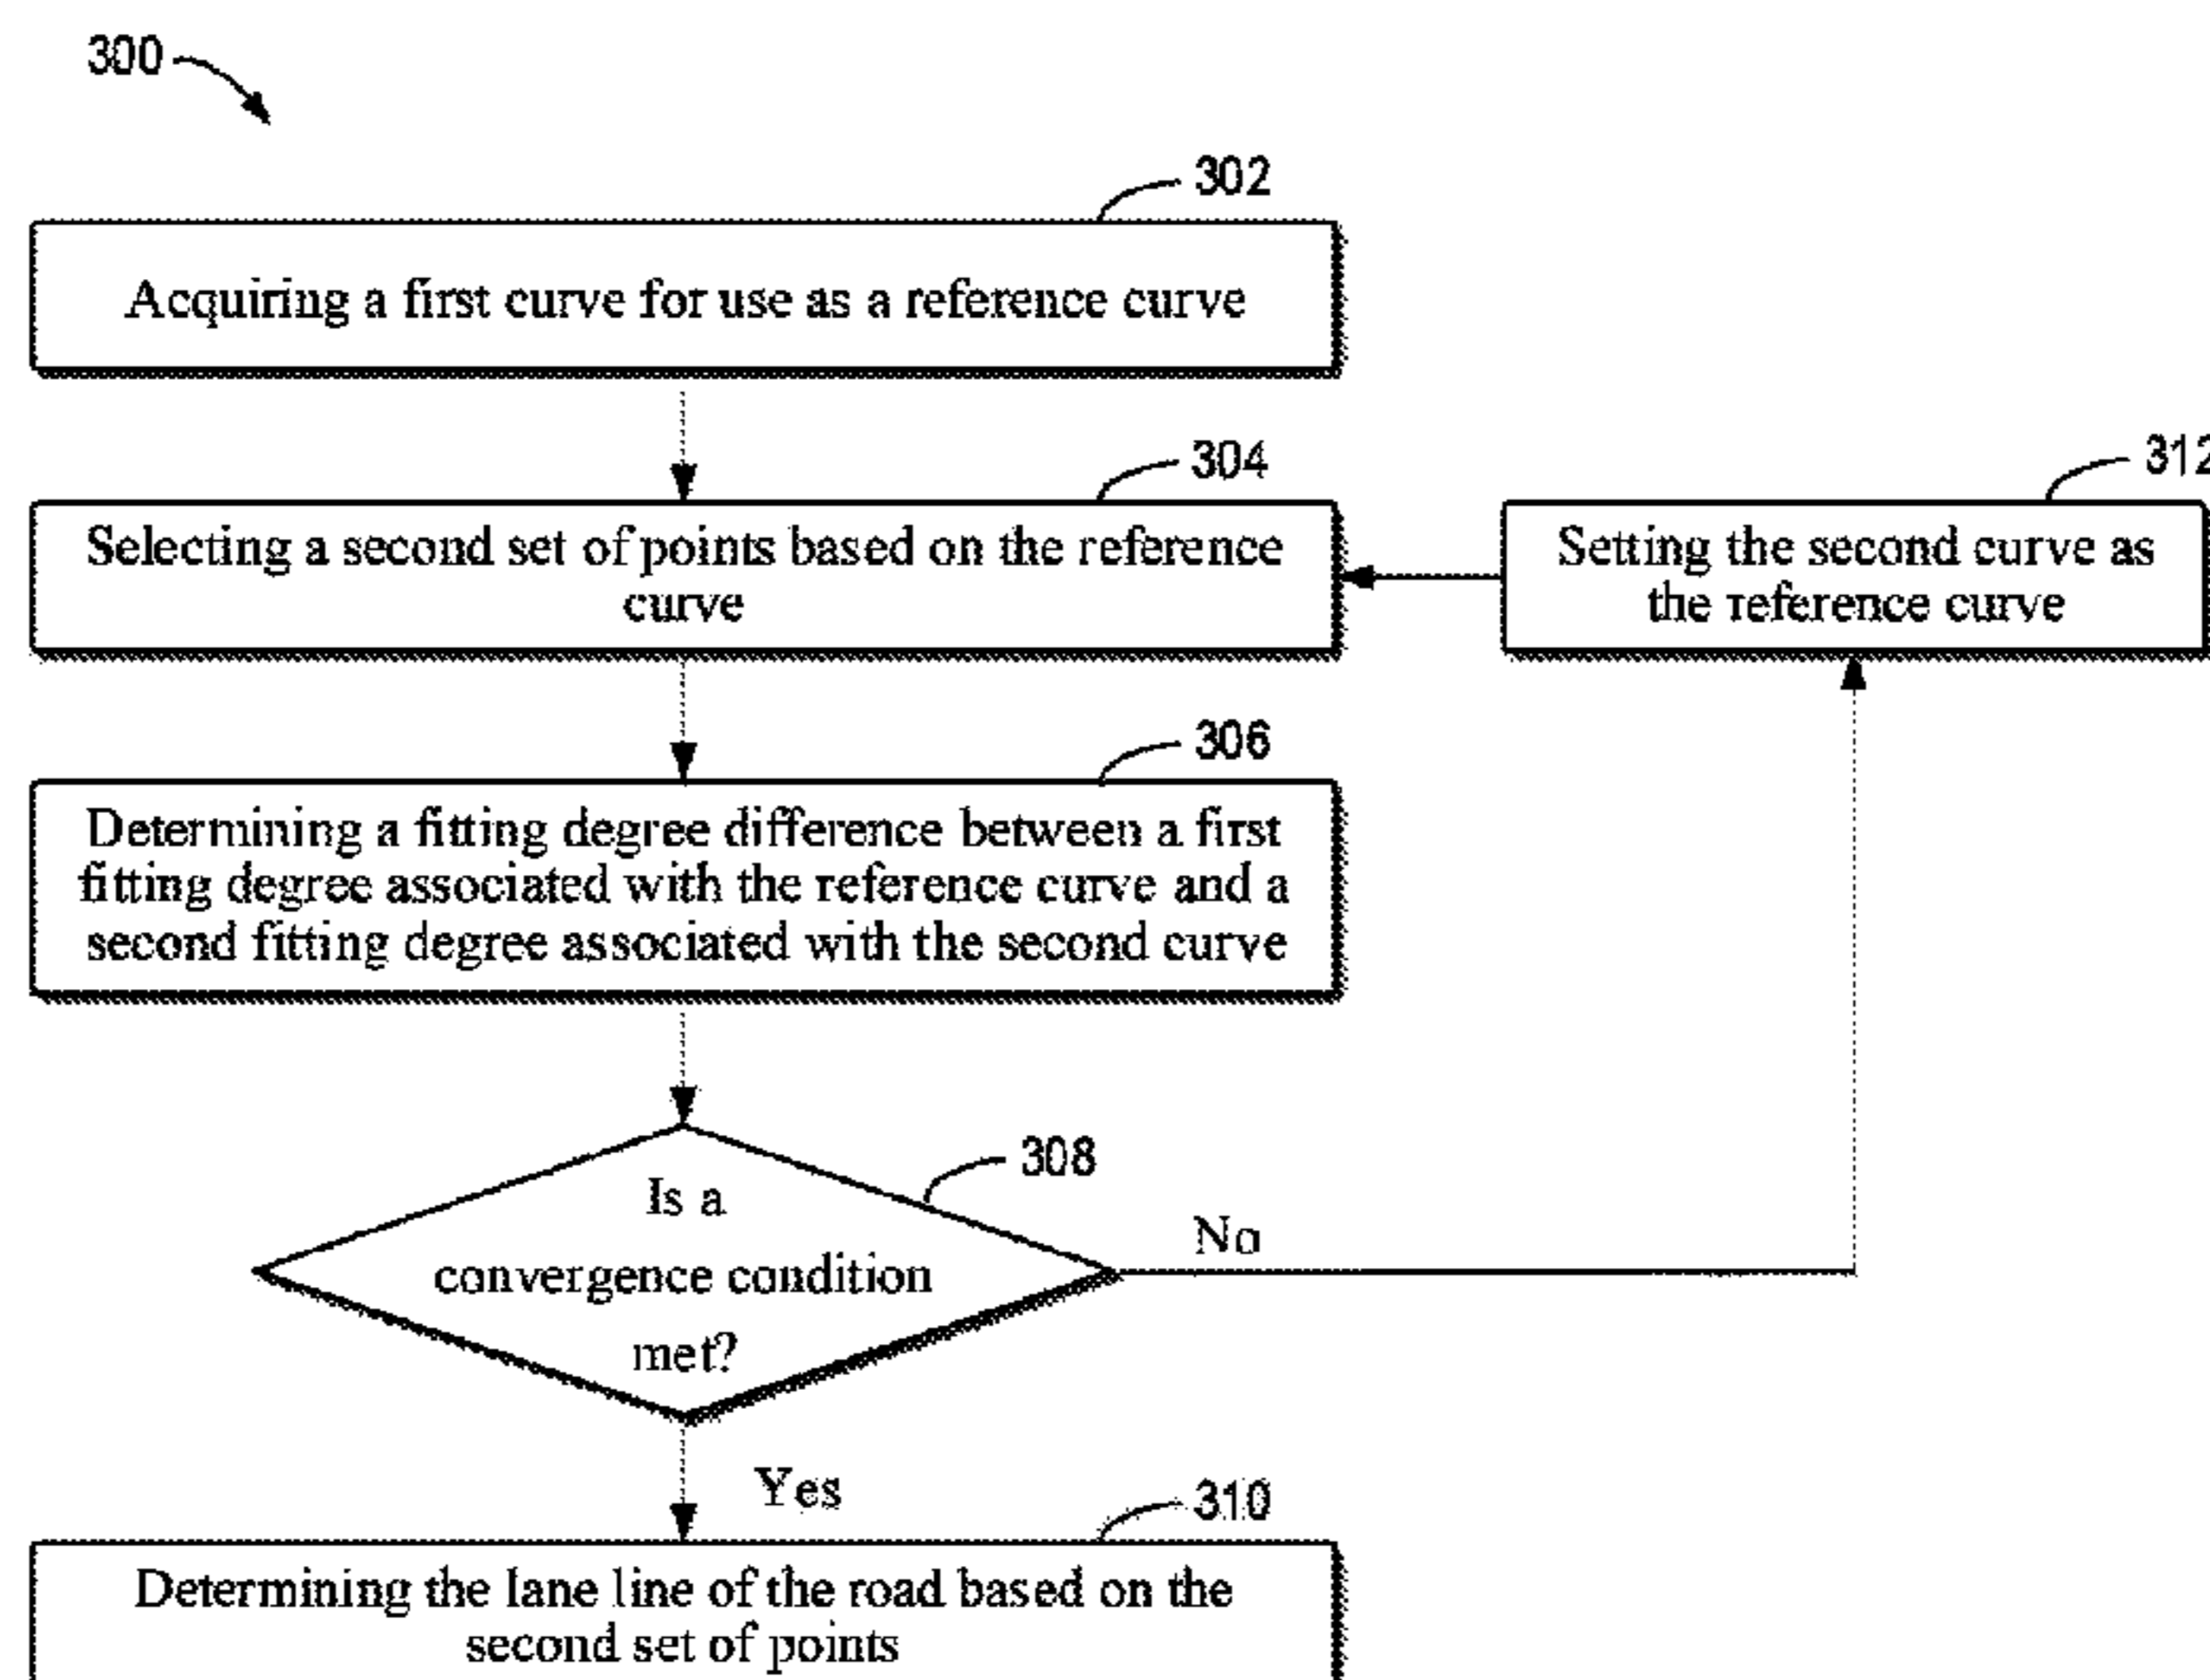 300
302
Acquiring a first curve for use as a reference curve
304
Selecting a second set of points based on the reference
curve
312
Setting the second curve as
the reference curve
306
Determining a fitting degree difference between a first
fitting degree associated with the reference curve and a
second fitting degree associated with the second curve
308
Is a
convergence condition
met?
No
Yes
310
Determining the lane line of the road based on the
second set of points